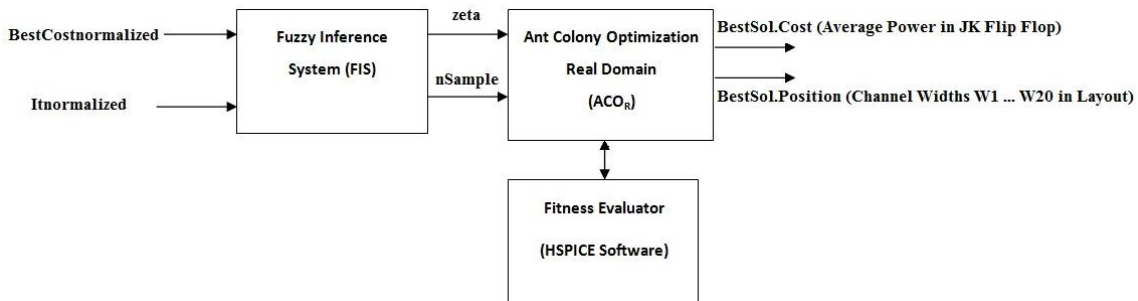 BestCostnormalized
Itnormalized
Fuzzy Inference
System (FIS)
zeta
nSample
Ant Colony Optimization
Real Domain
(ACOR)
BestSol.Cost (Average Power in JK Flip Flop)
BestSol.Position (Channel Widths W1 ... W20 in Layout)
Fitness Evaluator
(HSPICE Software)